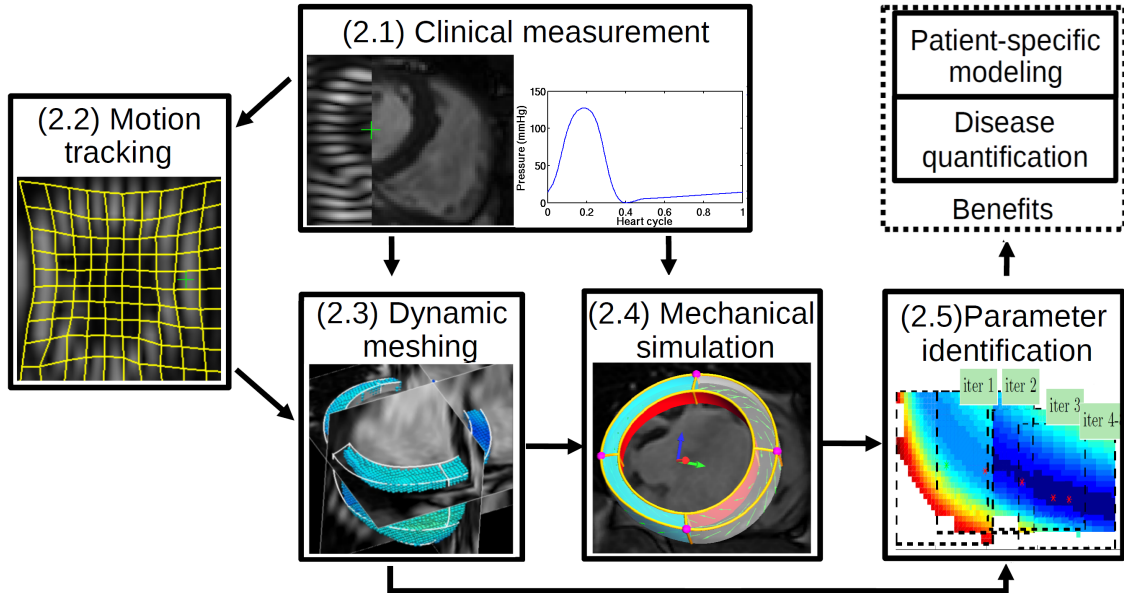 (2.1) Clinical measurement
150
100
50
0
Pressure (mmHg)
0
0.2
0.4
0.6
0.8
1
Heart cycle
(2.2) Motion
tracking
Patient-specific
modeling
Disease
quantification
Benefits
(2.3) Dynamic
meshing
(2.4) Mechanical
simulation
(2.5)Parameter
identification
iter 1
iter 2
iter 3
iter 4-